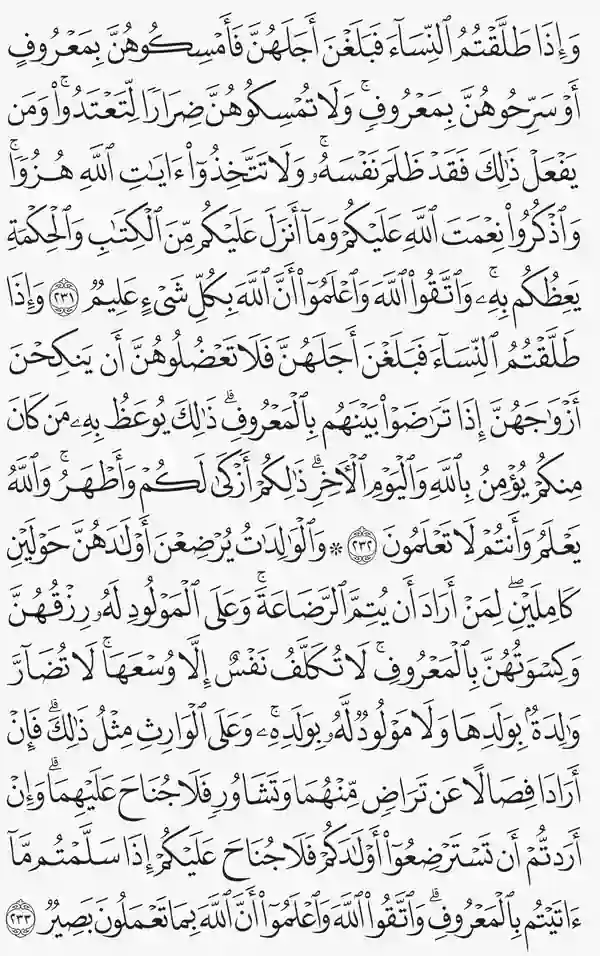 وَإِذَا طَلَّقْتُمُ ٱلنِّسَآءَ فَبَلَغْنَ أَجَلَهُنَّ فَأَمْسِكُوهُنَّ بِمَعْرُوفٍ
أَوْ سَرِّحُوهُنَّ بِمَعْرُوفٍۚ وَلَا تُمْسِكُوهُنَّ ضِرَارًا لِّتَعْتَدُوا۟ۚ وَمَن
يَفْعَلْ ذَٰلِكَ فَقَدْ ظَلَمَ نَفْسَهُۥۚ وَلَا تَتَّخِذُوٓا۟ ءَايَٰتِ ٱللَّهِ هُزُوًاۚ
وَٱذْكُرُوا۟ نِعْمَتَ ٱللَّهِ عَلَيْكُمْ وَمَآ أَنزَلَ عَلَيْكُم مِّنَ ٱلْكِتَٰبِ وَٱلْحِكْمَةِ
يَعِظُكُم بِهِۦۚ وَٱتَّقُوا۟ ٱللَّهَ وَٱعْلَمُوٓا۟ أَنَّ ٱللَّهَ بِكُلِّ شَىْءٍ عَلِيمٌ ٢٣١ وَإِذَا
طَلَّقْتُمُ ٱلنِّسَآءَ فَبَلَغْنَ أَجَلَهُنَّ فَلَا تَعْضُلُوهُنَّ أَن يَنكِحْنَ
أَزْوَٰجَهُنَّ إِذَا تَرَٰضَوْا۟ بَيْنَهُم بِٱلْمَعْرُوفِۗ ذَٰلِكَ يُوعَظُ بِهِۦ مَن كَانَ
مِنكُمْ يُؤْمِنُ بِٱللَّهِ وَٱلْيَوْمِ ٱلْءَاخِرِۗ ذَٰلِكُمْ أَزْكَىٰ لَكُمْ وَأَطْهَرُۚ وَٱللَّهُ
يَعْلَمُ وَأَنتُمْ لَا تَعْلَمُونَ ٢٣٢ ۞ وَٱلْوَٰلِدَٰتُ يُرْضِعْنَ أَوْلَٰدَهُنَّ حَوْلَيْنِ
كَامِلَيْنِۖ لِمَنْ أَرَادَ أَن يُتِمَّ ٱلرَّضَاعَةَۚ وَعَلَى ٱلْمَوْلُودِ لَهُۥ رِزْقُهُنَّ
وَكِسْوَتُهُنَّ بِٱلْمَعْرُوفِۚ لَا تُكَلَّفُ نَفْسٌ إِلَّا وُسْعَهَاۚ لَا تُضَآرَّ
وَٰلِدَةٌۢ بِوَلَدِهَا وَلَا مَوْلُودٌ لَّهُۥ بِوَلَدِهِۦۚ وَعَلَى ٱلْوَارِثِ مِثْلُ ذَٰلِكَۗ فَإِنْ
أَرَادَا فِصَالًا عَن تَرَاضٍ مِّنْهُمَا وَتَشَاوُرٍ فَلَا جُنَاحَ عَلَيْهِمَاۗ وَإِنْ
أَرَدتُّمْ أَن تَسْتَرْضِعُوٓا۟ أَوْلَٰدَكُمْ فَلَا جُنَاحَ عَلَيْكُمْ إِذَا سَلَّمْتُم مَّآ
ءَاتَيْتُم بِٱلْمَعْرُوفِۗ وَٱتَّقُوا۟ ٱللَّهَ وَٱعْلَمُوٓا۟ أَنَّ ٱللَّهَ بِمَا تَعْمَلُونَ بَصِيرٌ ٢٣٣